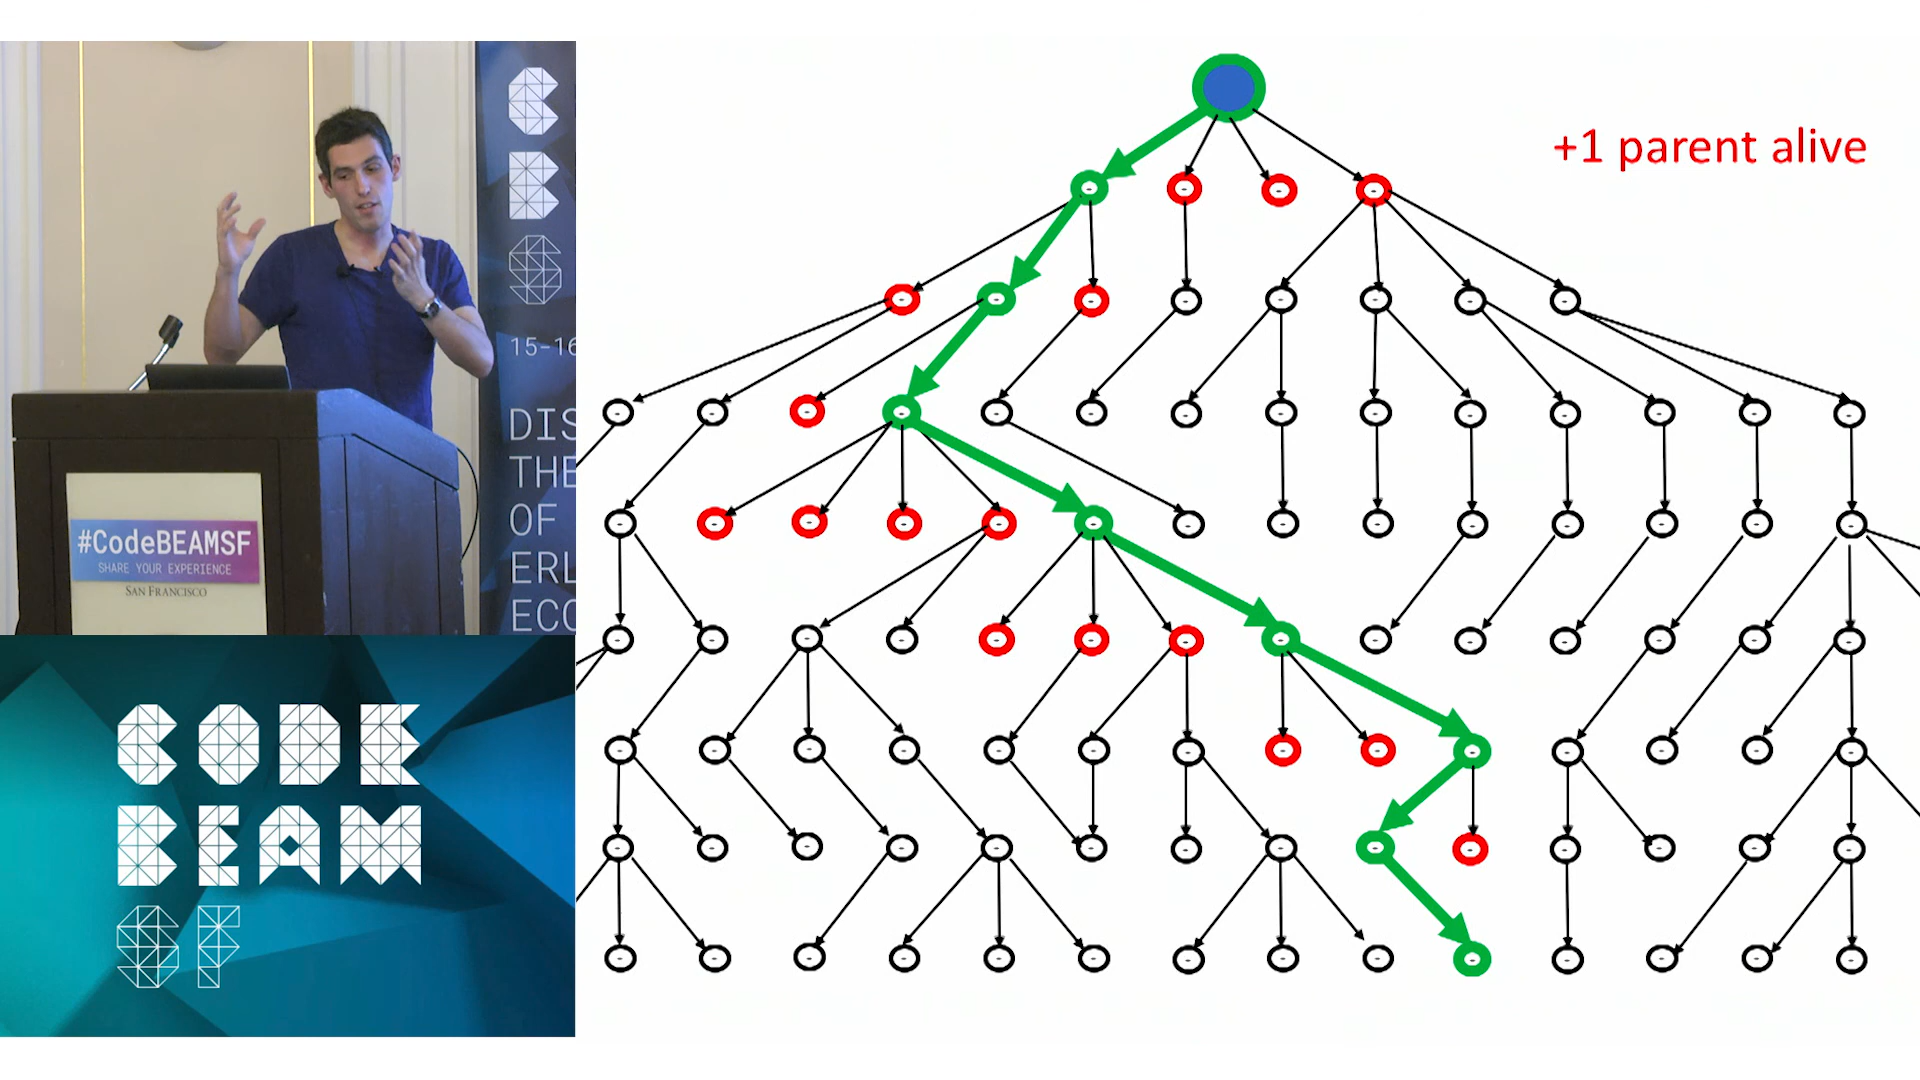 +1 parent alive
CBS
15-16
DIS
THE
OF
ERL
ECO
#CodeBEAMSF
SHARE YOUR EXPERIENCE
SAN FRANCISCO
CODE
BEAM
SF